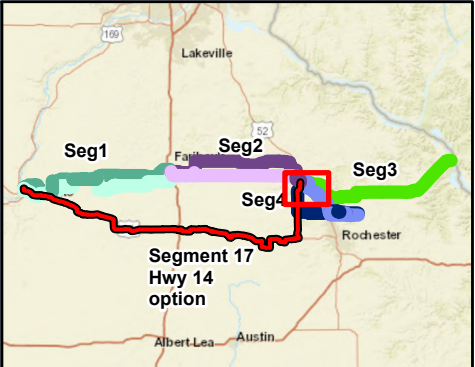 169
Lakeville
52
Seg1
Seg2
Seg3
Seg4
Rochester
Segment 17
Hwy 14
option
Albert Lea
Austin